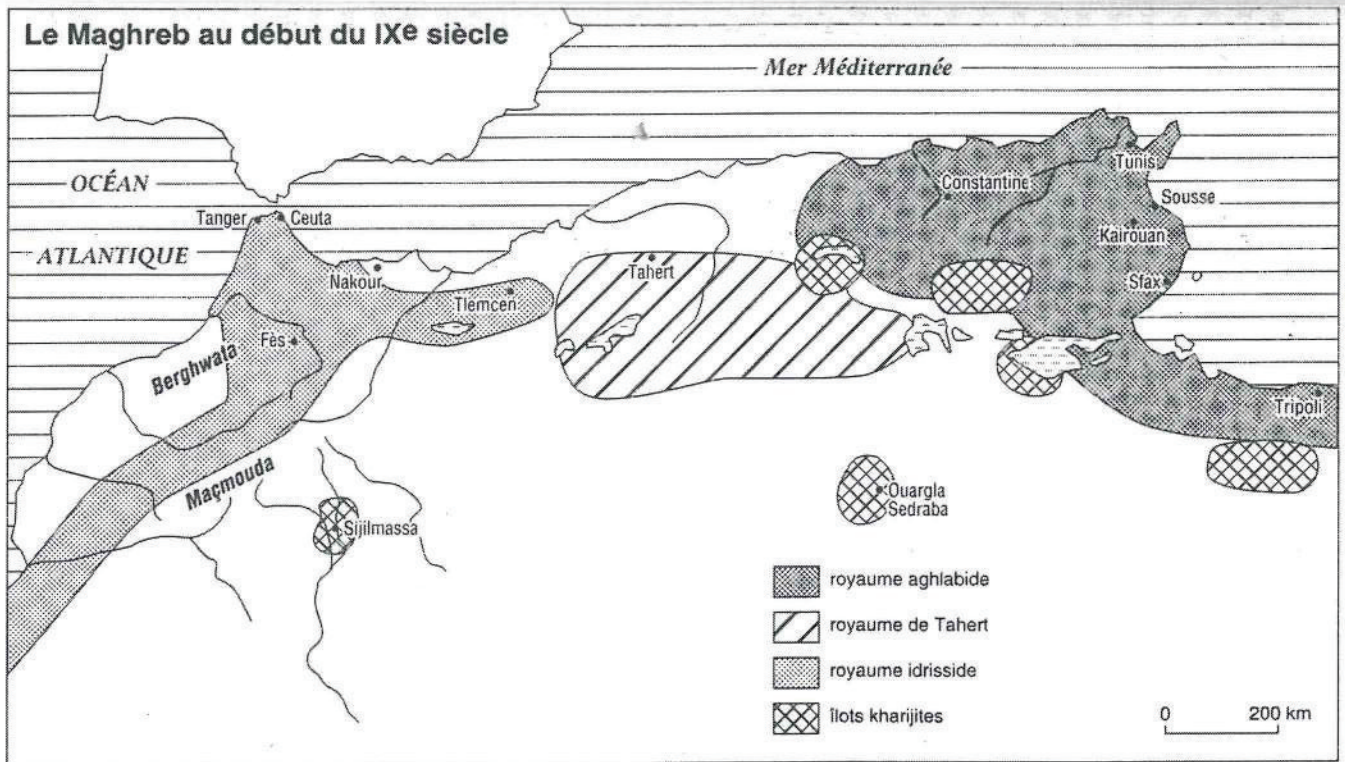 Le Maghreb au début du IXe siècle
Mer Méditerranée
OCÉAN
ATLANTIQUE
Tanger
Ceuta
Nakour
Tlemcen
Fès
Berghwata
Maçmouda
Sijilmassa
Tahert
Constantine
Tunis
Sousse
Kairouan
Sfax
Tripoli
Ouargla
Sedraba
royaume aghlabide
royaume de Tahert
royaume idrisside
îlots kharijites
0 200 km